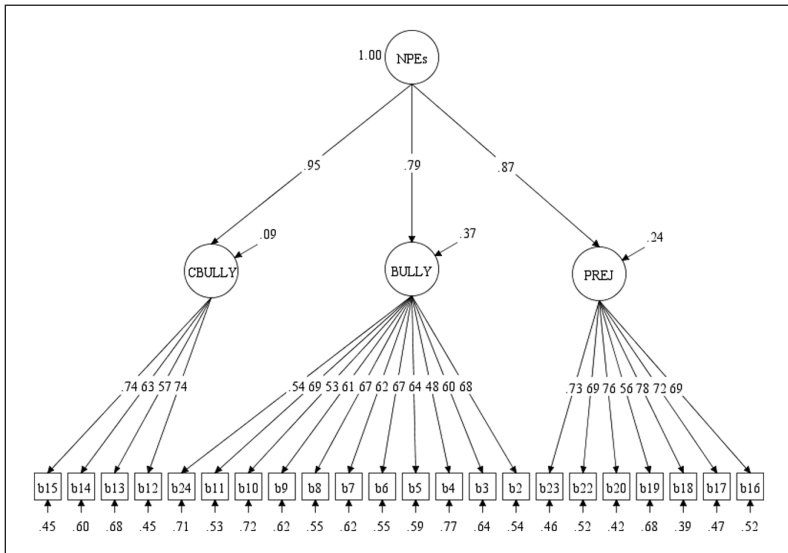 1.00 NPEs
.95 .79 .87
.09 .37 .24
CBULLY BULLY PREJ
.74 63 57 74 .54 69 53 61 67 62 67 64 48 60 68 .73 69 76 56 78 72 69
b15 b14 b13 b12 b24 b11 b10 b9 b8 b7 b6 b5 b4 b3 b2 b23 b22 b20 b19 b18 b17 b16
.45 .60 .68 .45 .71 .53 .72 .62 .55 .62 .55 .59 .77 .64 .54 .46 .52 .42 .68 .39 .47 .52